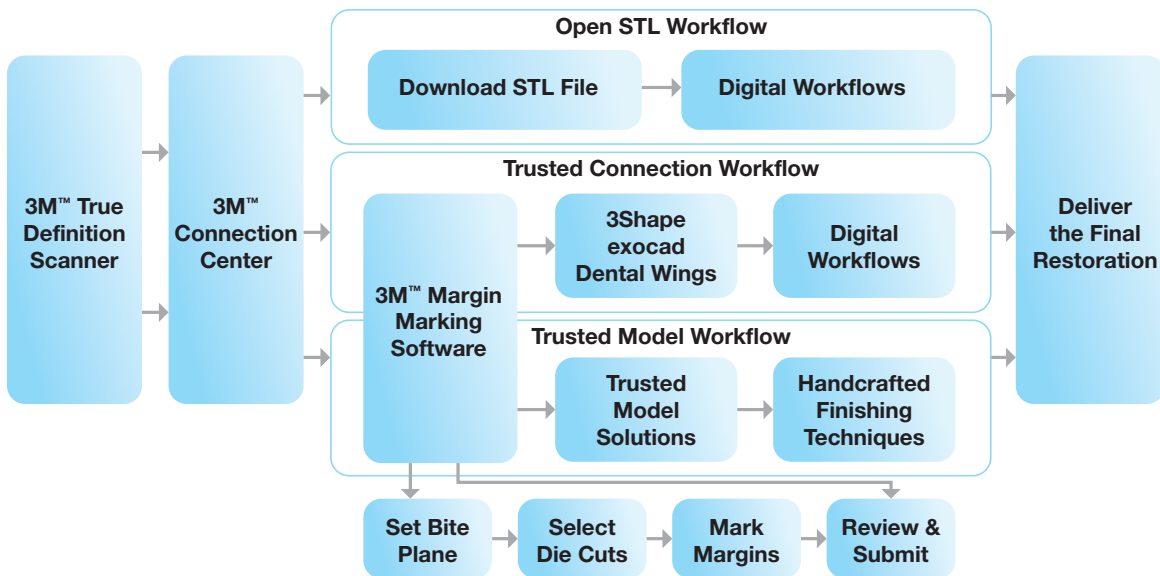 3M™ True
Definition
Scanner
3M™
Connection
Center
Open STL Workflow
Download STL File
Digital Workflows
Trusted Connection Workflow
3M™ Margin
Marking
Software
3Shape
exocad
Dental Wings
Digital
Workflows
Trusted Model Workflow
Trusted
Model
Solutions
Handcrafted
Finishing
Techniques
Deliver
the Final
Restoration
Set Bite
Plane
Select
Die Cuts
Mark
Margins
Review &
Submit